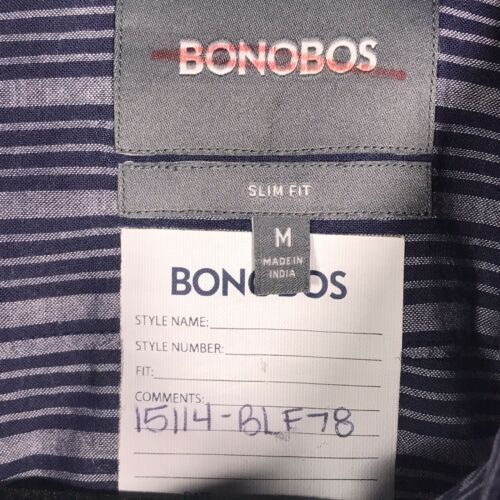 BONOBOS
SLIM FIT
M
MADE IN
INDIA
BONOBOS
STYLE NAME:
STYLE NUMBER:
FIT:
COMMENTS:
15114-BLF78